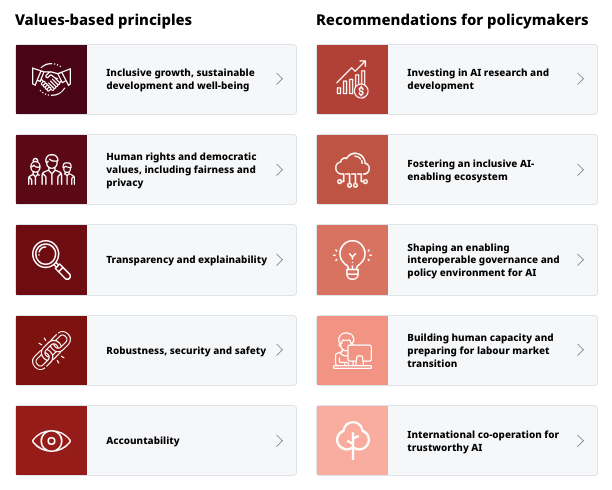 Values-based principles
Inclusive growth, sustainable
development and well-being
Human rights and democratic
values, including fairness and
privacy
Transparency and explainability
Robustness, security and safety
Accountability
Recommendations for policymakers
Investing in AI research and
development
Fostering an inclusive AI-
enabling ecosystem
Shaping an enabling
interoperable governance and
policy environment for AI
Building human capacity and
preparing for labour market
transition
International co-operation for
trustworthy AI